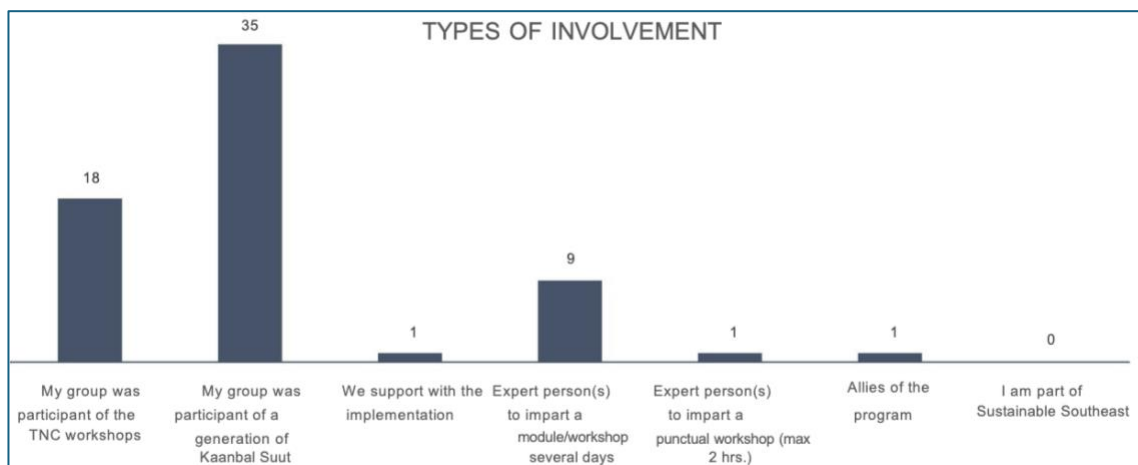 TYPES OF INVOLVEMENT
18
35
1
9
1
1
0
My group was
participant of the
TNC workshops
My group was
participant of a
generation of
Kaanbal Suut
We support with the
implementation
Expert person(s)
to impart a
module/workshop
several days
Expert person(s)
to impart a
punctual workshop (max
2 hrs.)
Allies of the
program
I am part of
Sustainable Southeast